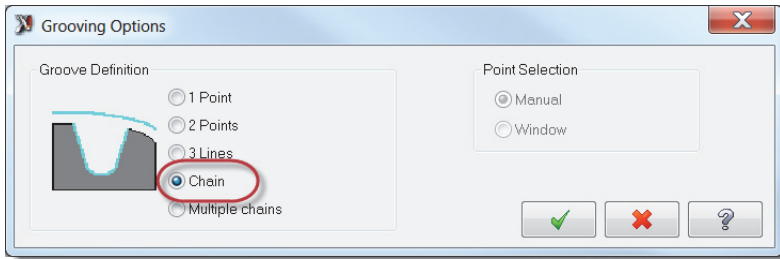 Grooving Options
Groove Definition
1 Point
2 Points
3 Lines
Chain
Multiple chains
Point Selection
Manual
Window
?